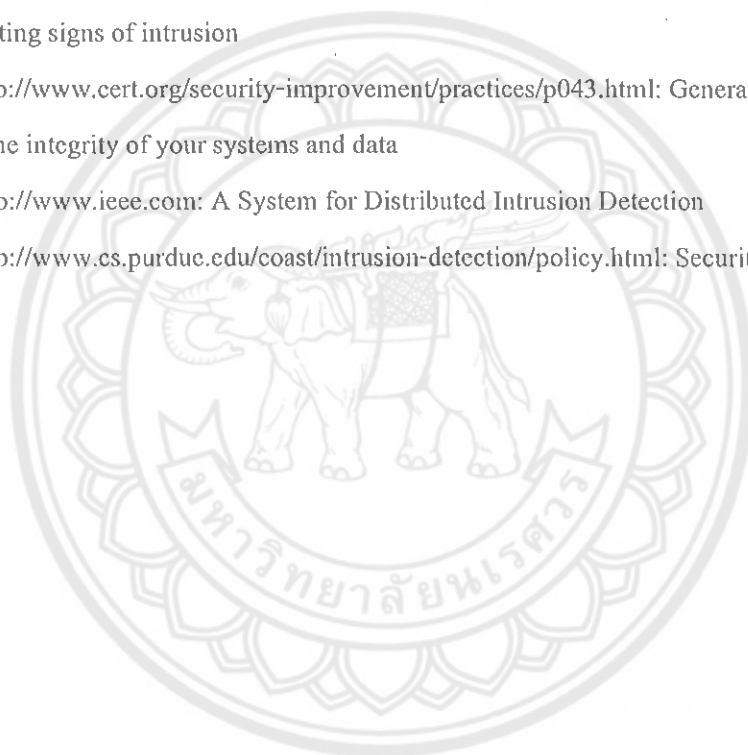 ting signs of intrusion
p://www.cert.org/security-improvement/practices/p043.html: Genera
he integrity of your systems and data
p://www.ieee.com: A System for Distributed Intrusion Detection
p://www.cs.purdue.edu/coast/intrusion-detection/policy.html: Securit
มหาวิทยาลัยนเรศวร